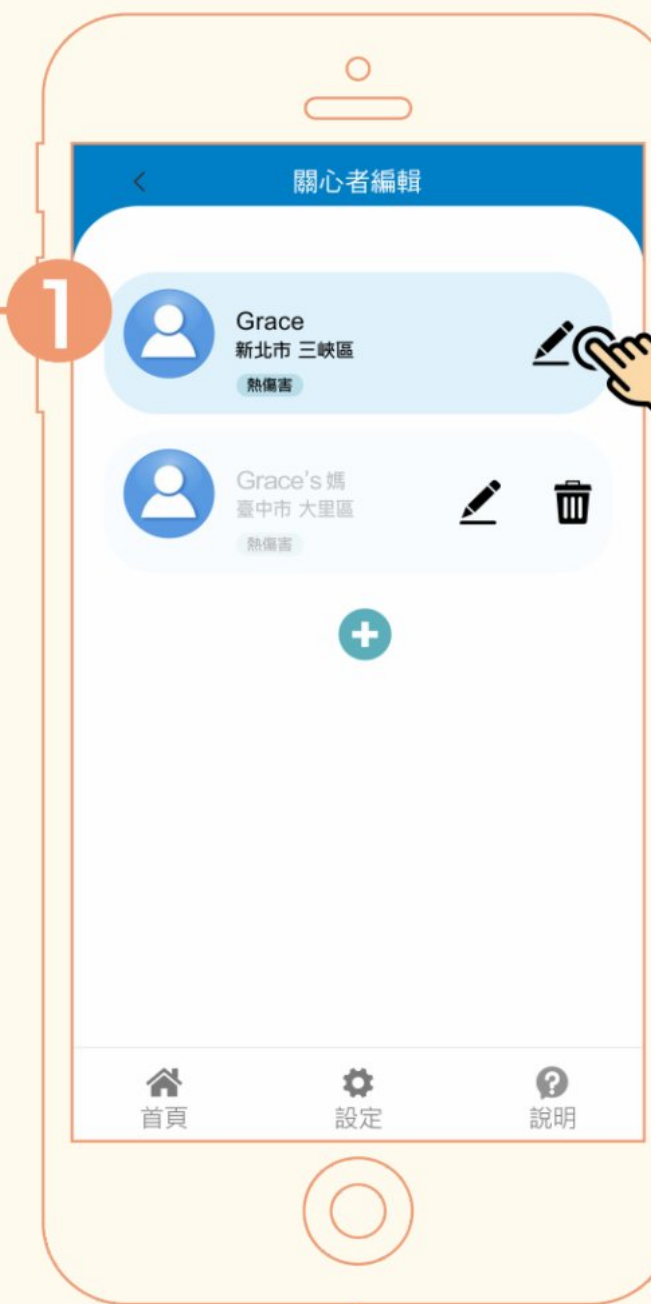 關心者編輯
1
Grace
新北市 三峽區
熱傷害
Grace's 媽
臺中市 大里區
熱傷害
首頁
設定
說明